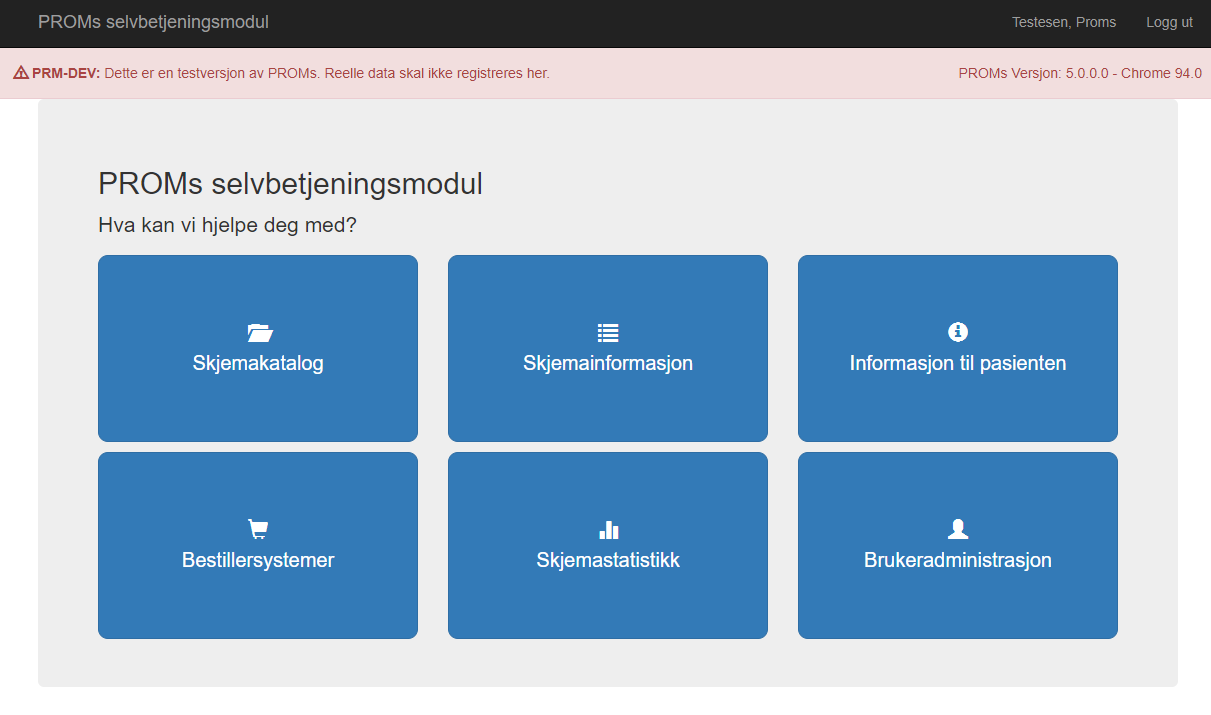 PROMs selvbetjeningsmodul
Testesen, Proms
Logg ut
PRM-DEV: Dette er en testversjon av PROMs. Reelle data skal ikke registreres her.
PROMs Versjon: 5.0.0.0 - Chrome 94.0
PROMs selvbetjeningsmodul
Hva kan vi hjelpe deg med?
Skjemakatalog
Skjemainformasjon
Informasjon til pasienten
Bestillersystemer
Skjemastatistikk
Brukeradministrasjon